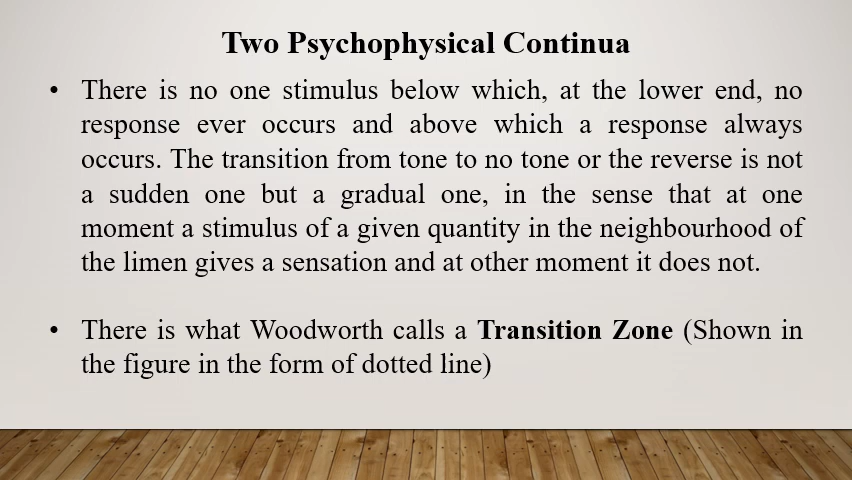 Two Psychophysical Continua
• There is no one stimulus below which, at the lower end, no
response ever occurs and above which a response always
occurs. The transition from tone to no tone or the reverse is not
a sudden one but a gradual one, in the sense that at one
moment a stimulus of a given quantity in the neighbourhood of
the limen gives a sensation and at other moment it does not.
• There is what Woodworth calls a Transition Zone (Shown in
the figure in the form of dotted line)